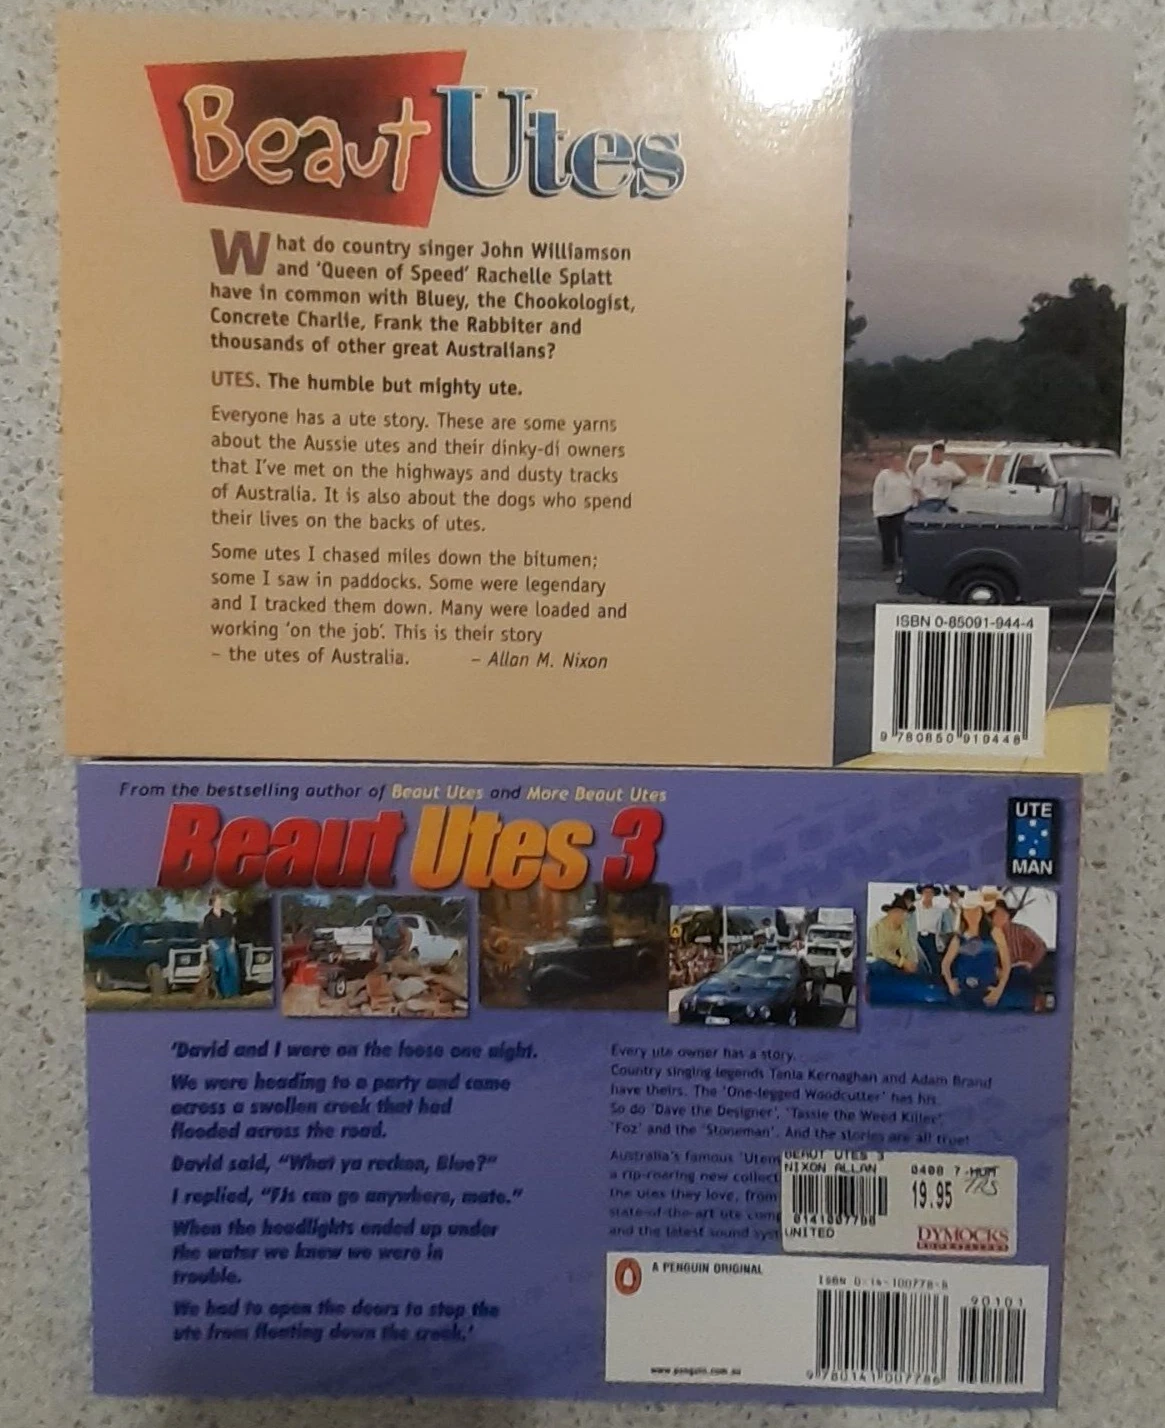 Beaut Utes
What do country singer John Williamson
and 'Queen of Speed' Rachelle Splatt
have in common with Bluey, the Chookologist,
Concrete Charlie, Frank the Rabbiter and
thousands of other great Australians?
UTES. The humble but mighty ute.
Everyone has a ute story. These are some yarns
about the Aussie utes and their dinky-di owners
that I've met on the highways and dusty tracks
of Australia. It is also about the dogs who spend
their lives on the backs of utes.
Some utes I chased miles down the bitumen;
some I saw in paddocks. Some were legendary
and I tracked them down. Many were loaded and
working 'on the job'. This is their story
– the utes of Australia. – Allan M. Nixon
ISBN 0-85091-944-4
9 780850 919448
From the bestselling author of Beaut Utes and More Beaut Utes
Beaut Utes 3
UTE
MAN
'David and I were on the loose one night.
We were heading to a party and came
across a swollen creek that had
flooded across the road.
David said, "What ya reckon, Blue?"
I replied, "FJs can go anywhere, mate."
When the headlights ended up under
the water we knew we were in
trouble.
We had to open the doors to stop the
ute from floating down the creek.'
Every ute owner has a story.
Country singing legends Tania Kernaghan and Adam Brand
have theirs. The 'One-legged Woodcutter' has his.
So do 'Dave the Designer', 'Tassie the Weed Killer',
'Foz' and the 'Stoneman'. And the stories are all true!
Australia's famous 'Utem
a rip-roaring new collect
the utes they love, from
state-of-the-art ute comp
and the latest sound syst
BEAUT UTES 3
NIXON ALLAN
0408 7
19.95
UNITED
DYMOCKS
A PENGUIN ORIGINAL
www.penguin.com.au
ISBN 0-14-100778-8
90101
9 780141 007786